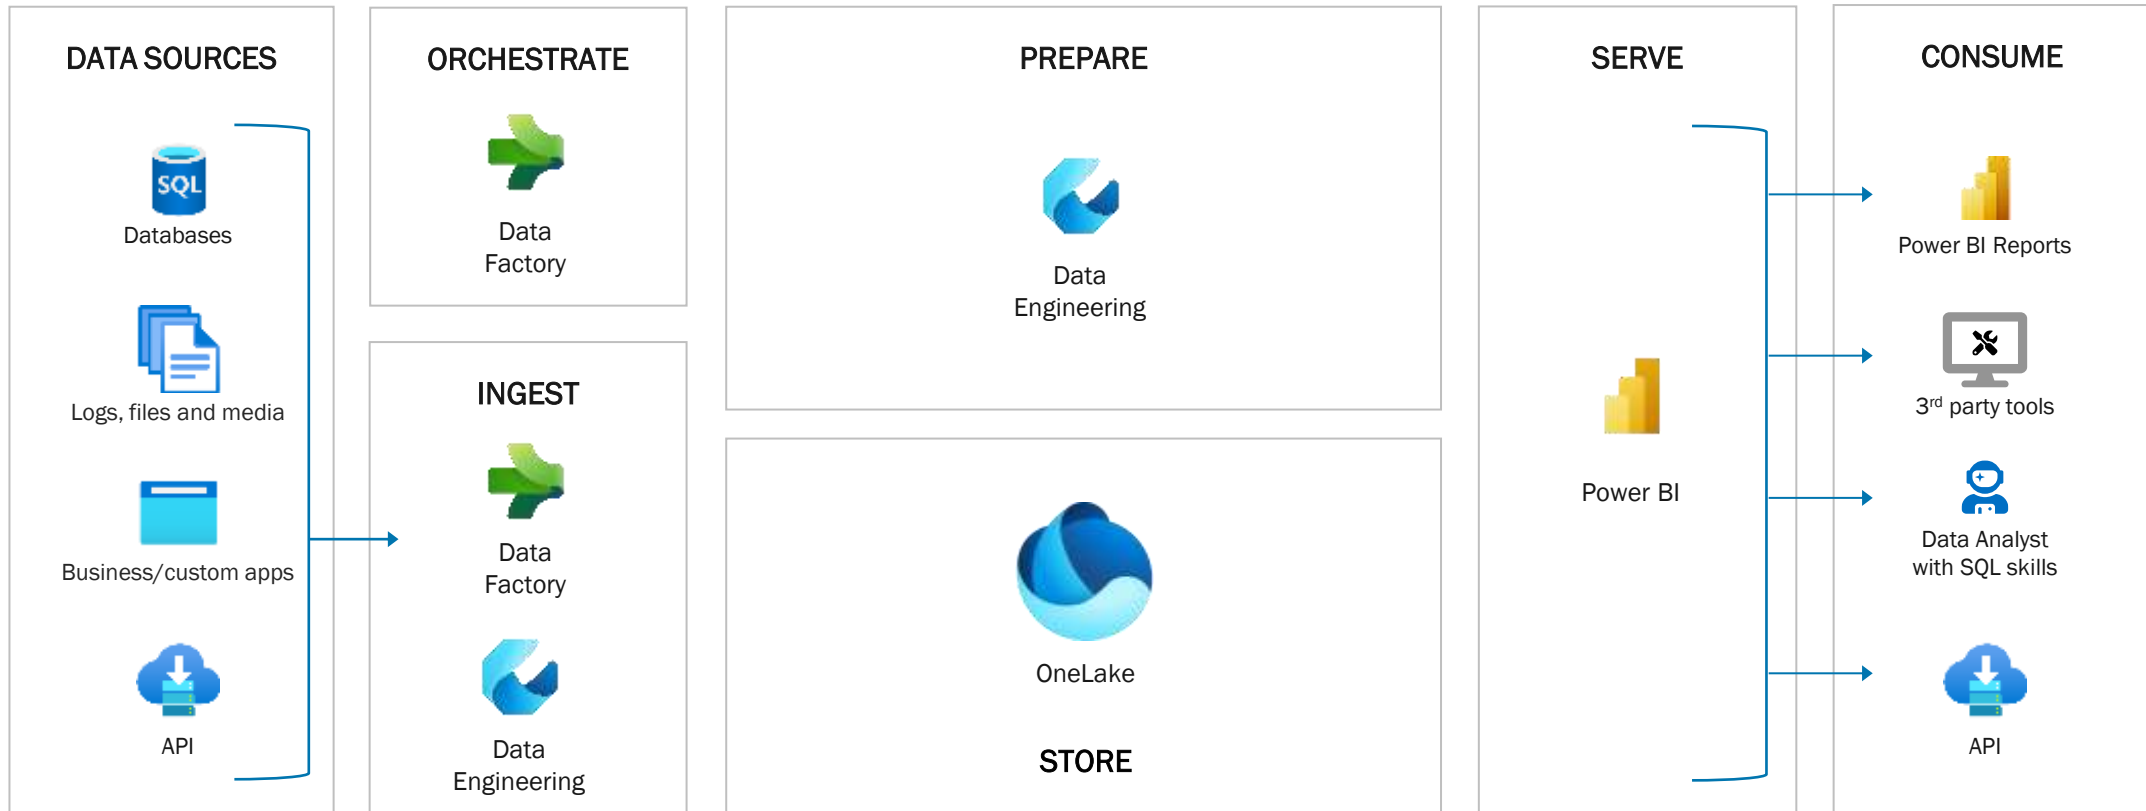 DATA SOURCES
SQL
Databases
Logs, files and media
Business/custom apps
API
ORCHESTRATE
Data
Factory
INGEST
Data
Factory
Data
Engineering
PREPARE
Data
Engineering
OneLake
STORE
SERVE
Power BI
CONSUME
Power BI Reports
3rd party tools
Data Analyst
with SQL skills
API